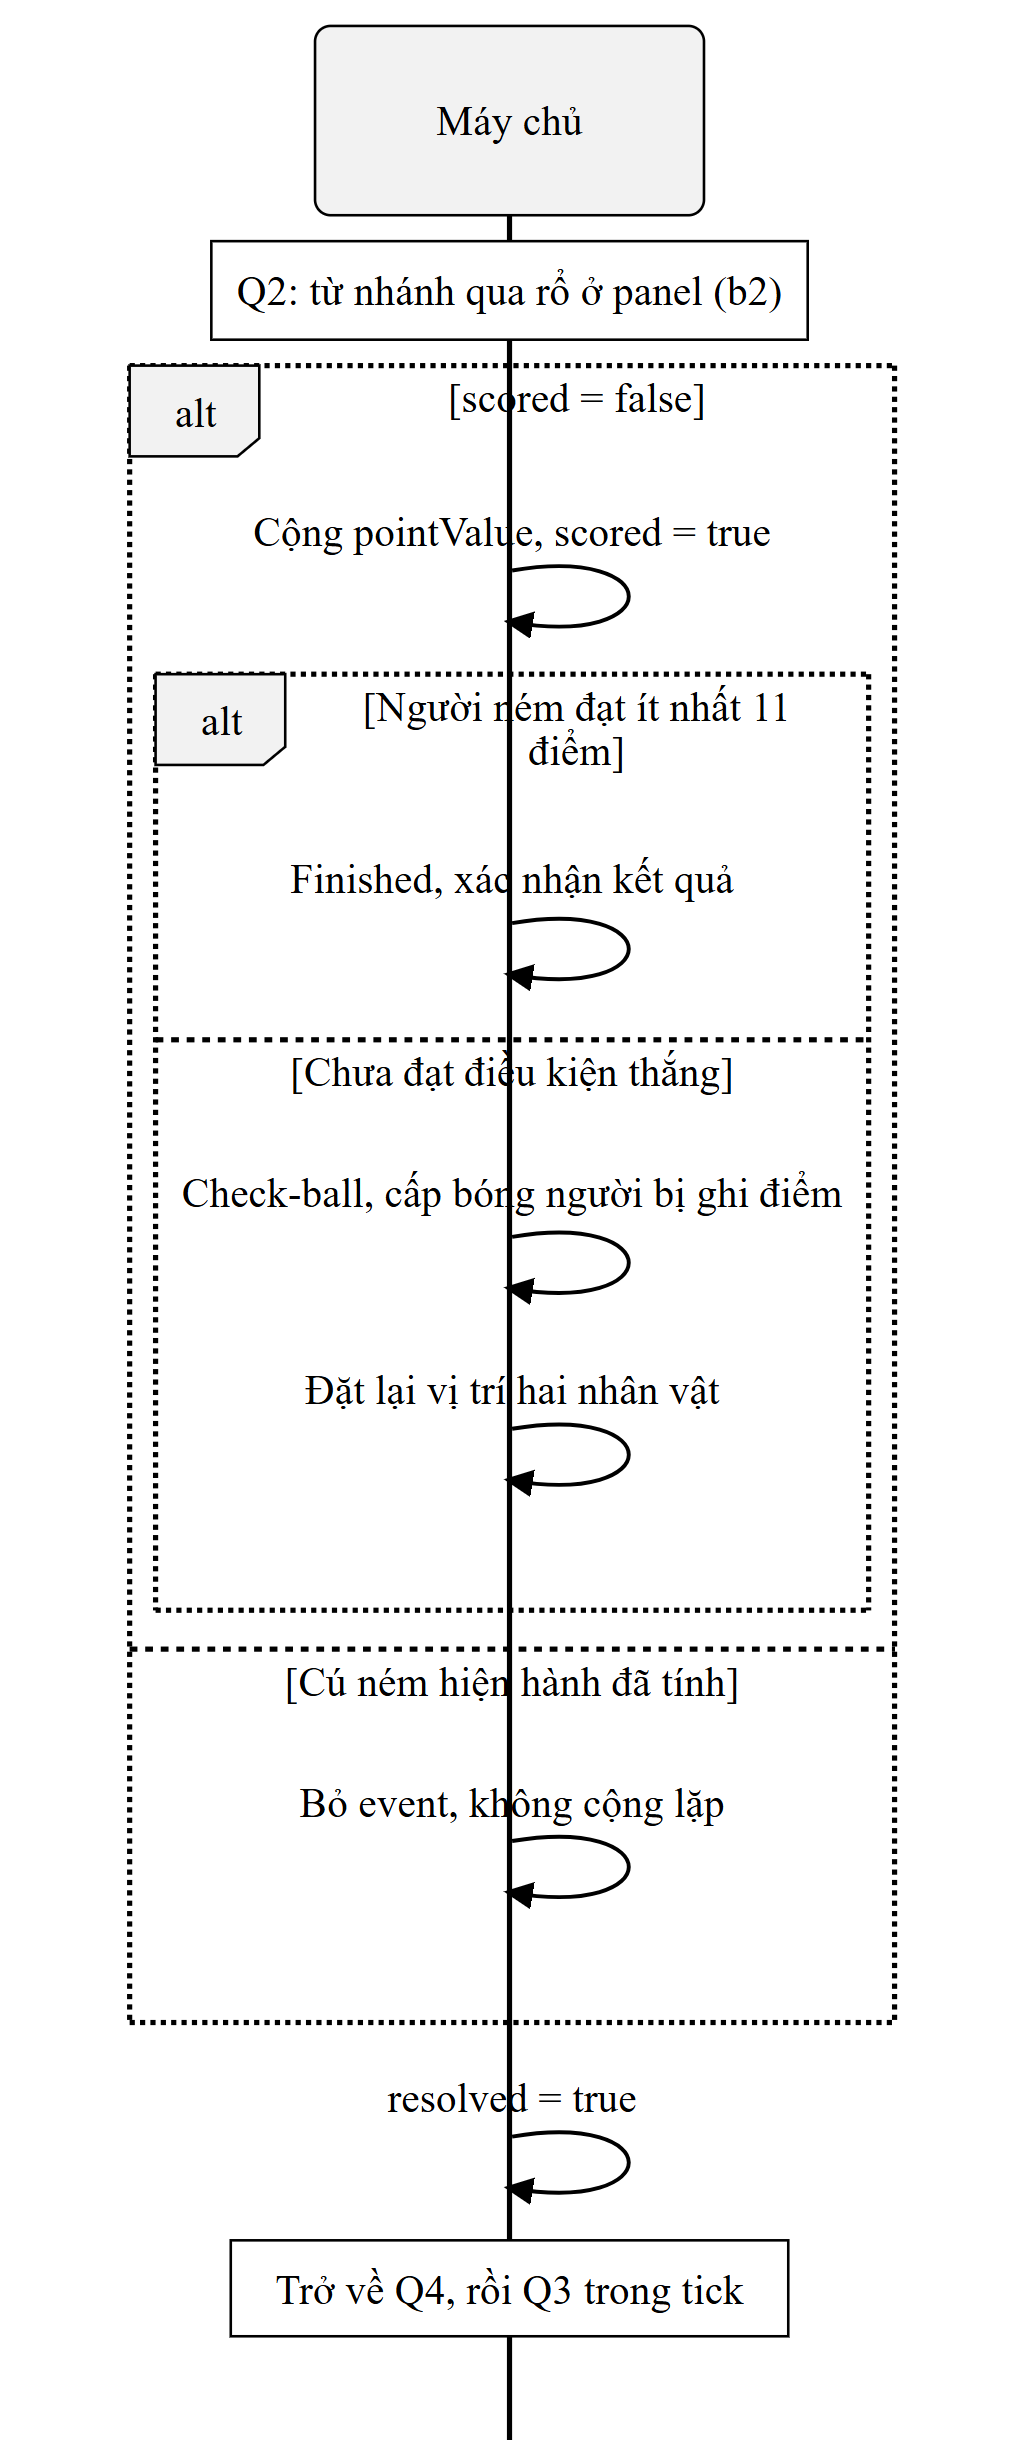 Máy chủ
Q2: từ nhánh qua rổ ở panel (b2)
alt
[scored = false]
Cộng pointValue, scored = true
alt
[Người ném đạt ít nhất 11
điểm]
Finished, xác nhận kết quả
[Chưa đạt điều kiện thắng]
Check-ball, cấp bóng người bị ghi điểm
Đặt lại vị trí hai nhân vật
[Cú ném hiện hành đã tính]
Bỏ event, không cộng lặp
resolved = true
Trở về Q4, rồi Q3 trong tick